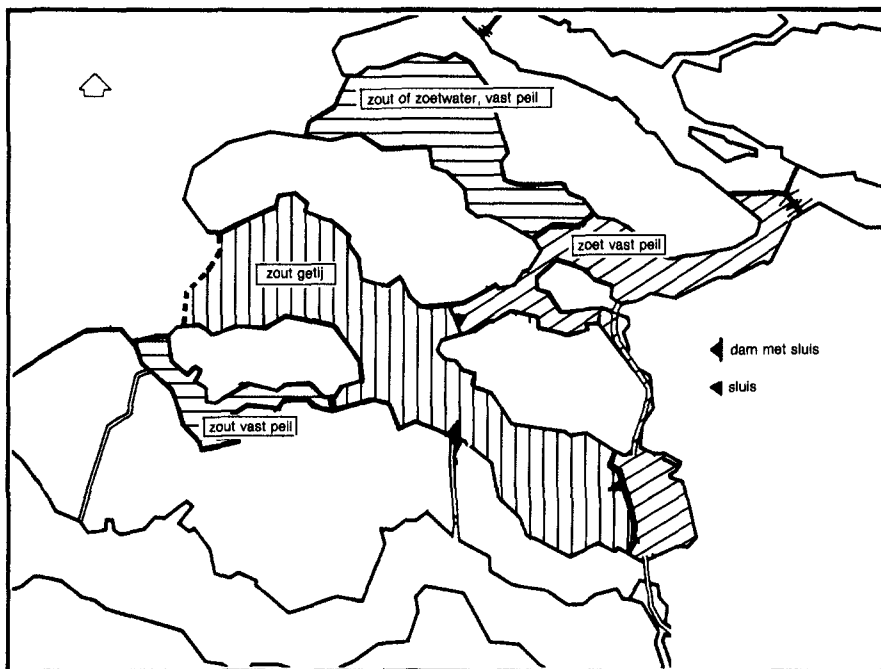 zout of zoetwater, vast peil
zoet vast peil
zout getij
dam met sluis
sluis
zout vast peil